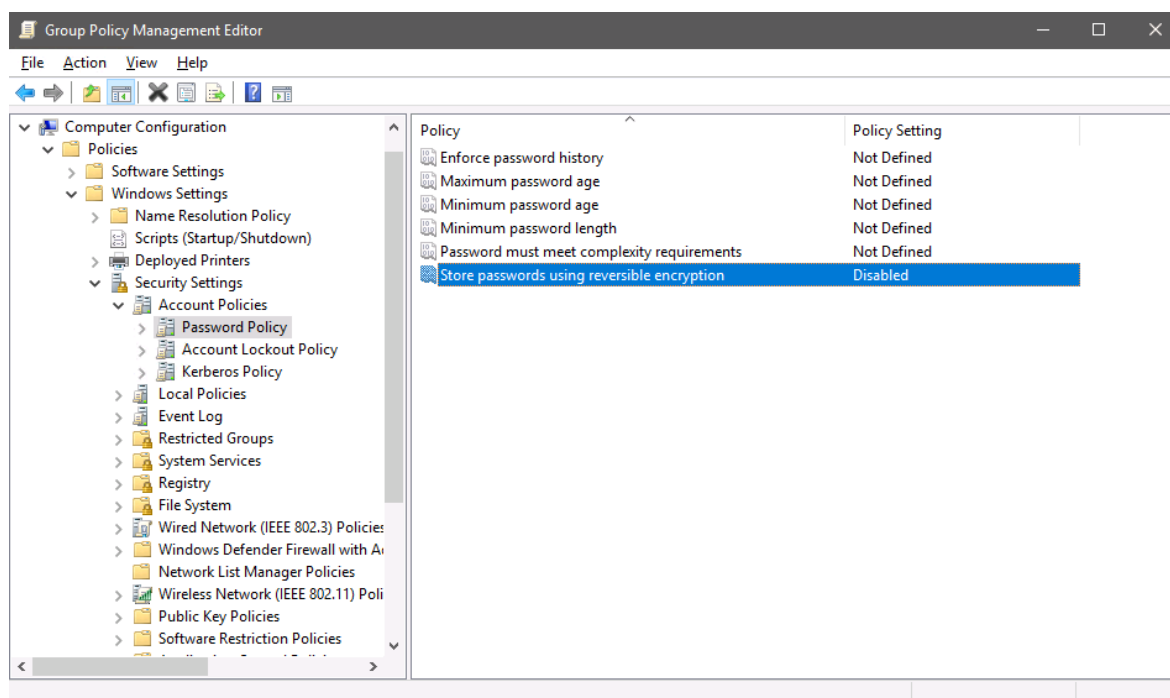 Group Policy Management Editor
File Action View Help
Computer Configuration
Policies
Software Settings
Windows Settings
Name Resolution Policy
Scripts (Startup/Shutdown)
Deployed Printers
Security Settings
Account Policies
Password Policy
Account Lockout Policy
Kerberos Policy
Local Policies
Event Log
Restricted Groups
System Services
Registry
File System
Wired Network (IEEE 802.3) Policies
Windows Defender Firewall with A
Network List Manager Policies
Wireless Network (IEEE 802.11) Poli
Public Key Policies
Software Restriction Policies
Policy Policy Setting
Enforce password history Not Defined
Maximum password age Not Defined
Minimum password age Not Defined
Minimum password length Not Defined
Password must meet complexity requirements Not Defined
Store passwords using reversible encryption Disabled